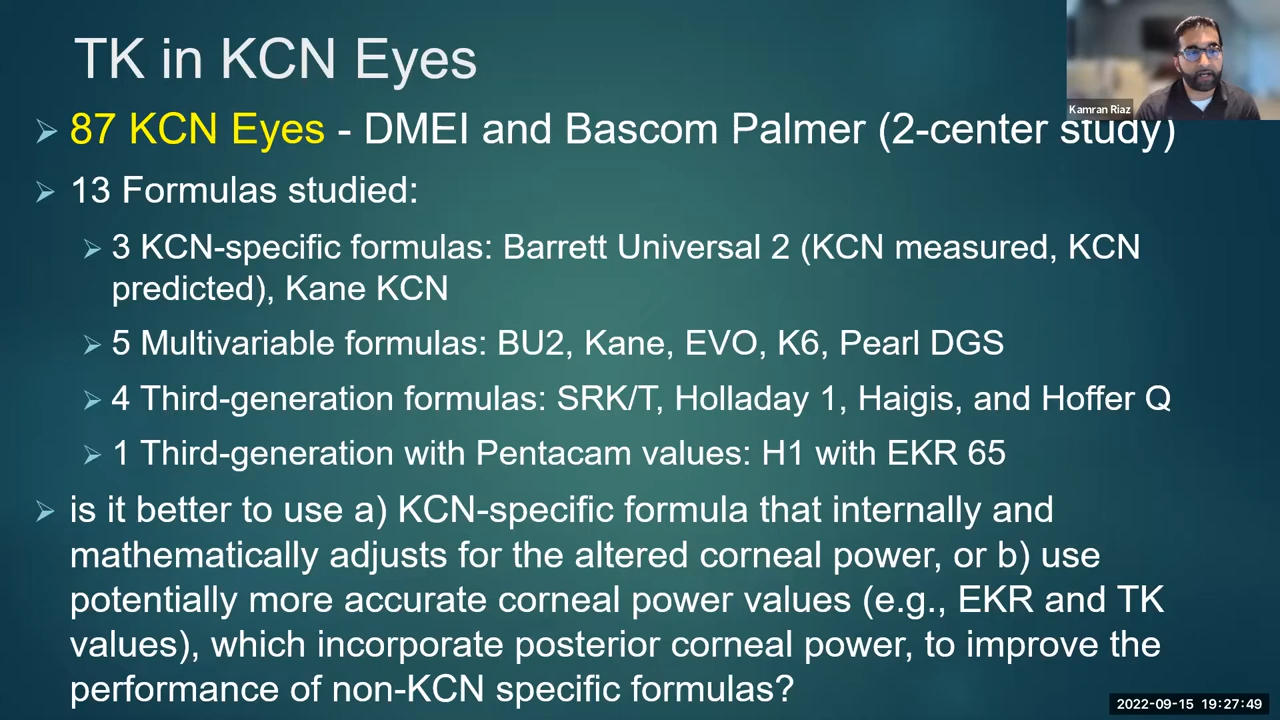 TK in KCN Eyes
Kamran Riaz
87 KCN Eyes - DMEI and Bascom Palmer (2-center study)
13 Formulas studied:
3 KCN-specific formulas: Barrett Universal 2 (KCN measured, KCN
predicted), Kane KCN
5 Multivariable formulas: BU2, Kane, EVO, K6, Pearl DGS
4 Third-generation formulas: SRK/T, Holladay 1, Haigis, and Hoffer Q
1 Third-generation with Pentacam values: H1 with EKR 65
is it better to use a) KCN-specific formula that internally and
mathematically adjusts for the altered corneal power, or b) use
potentially more accurate corneal power values (e.g., EKR and TK
values), which incorporate posterior corneal power, to improve the
performance of non-KCN specific formulas?
2022-09-15 19:27:49